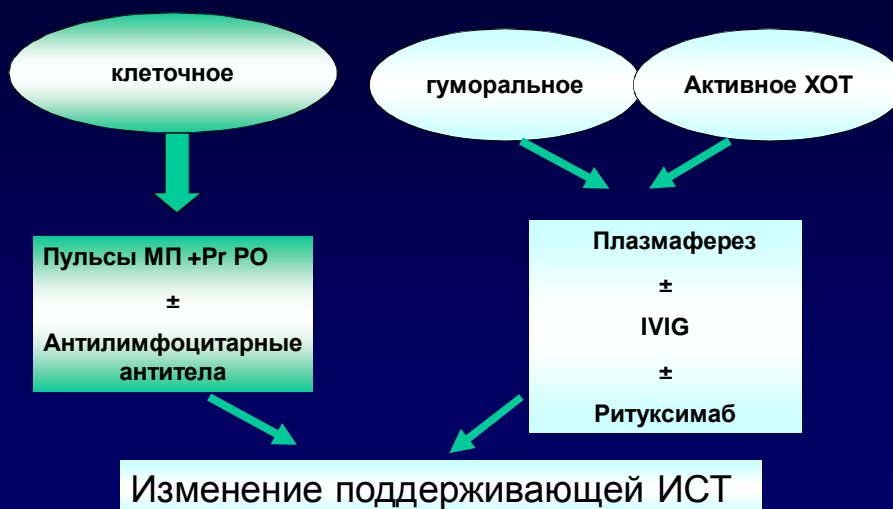 клеточное
гуморальное
Активное ХОТ
Пульсы МП +Pr PO
±
Антилимфоцитарные
антитела
Плазмаферез
±
IVIG
±
Ритуксимаб
Изменение поддерживающей ИСТ